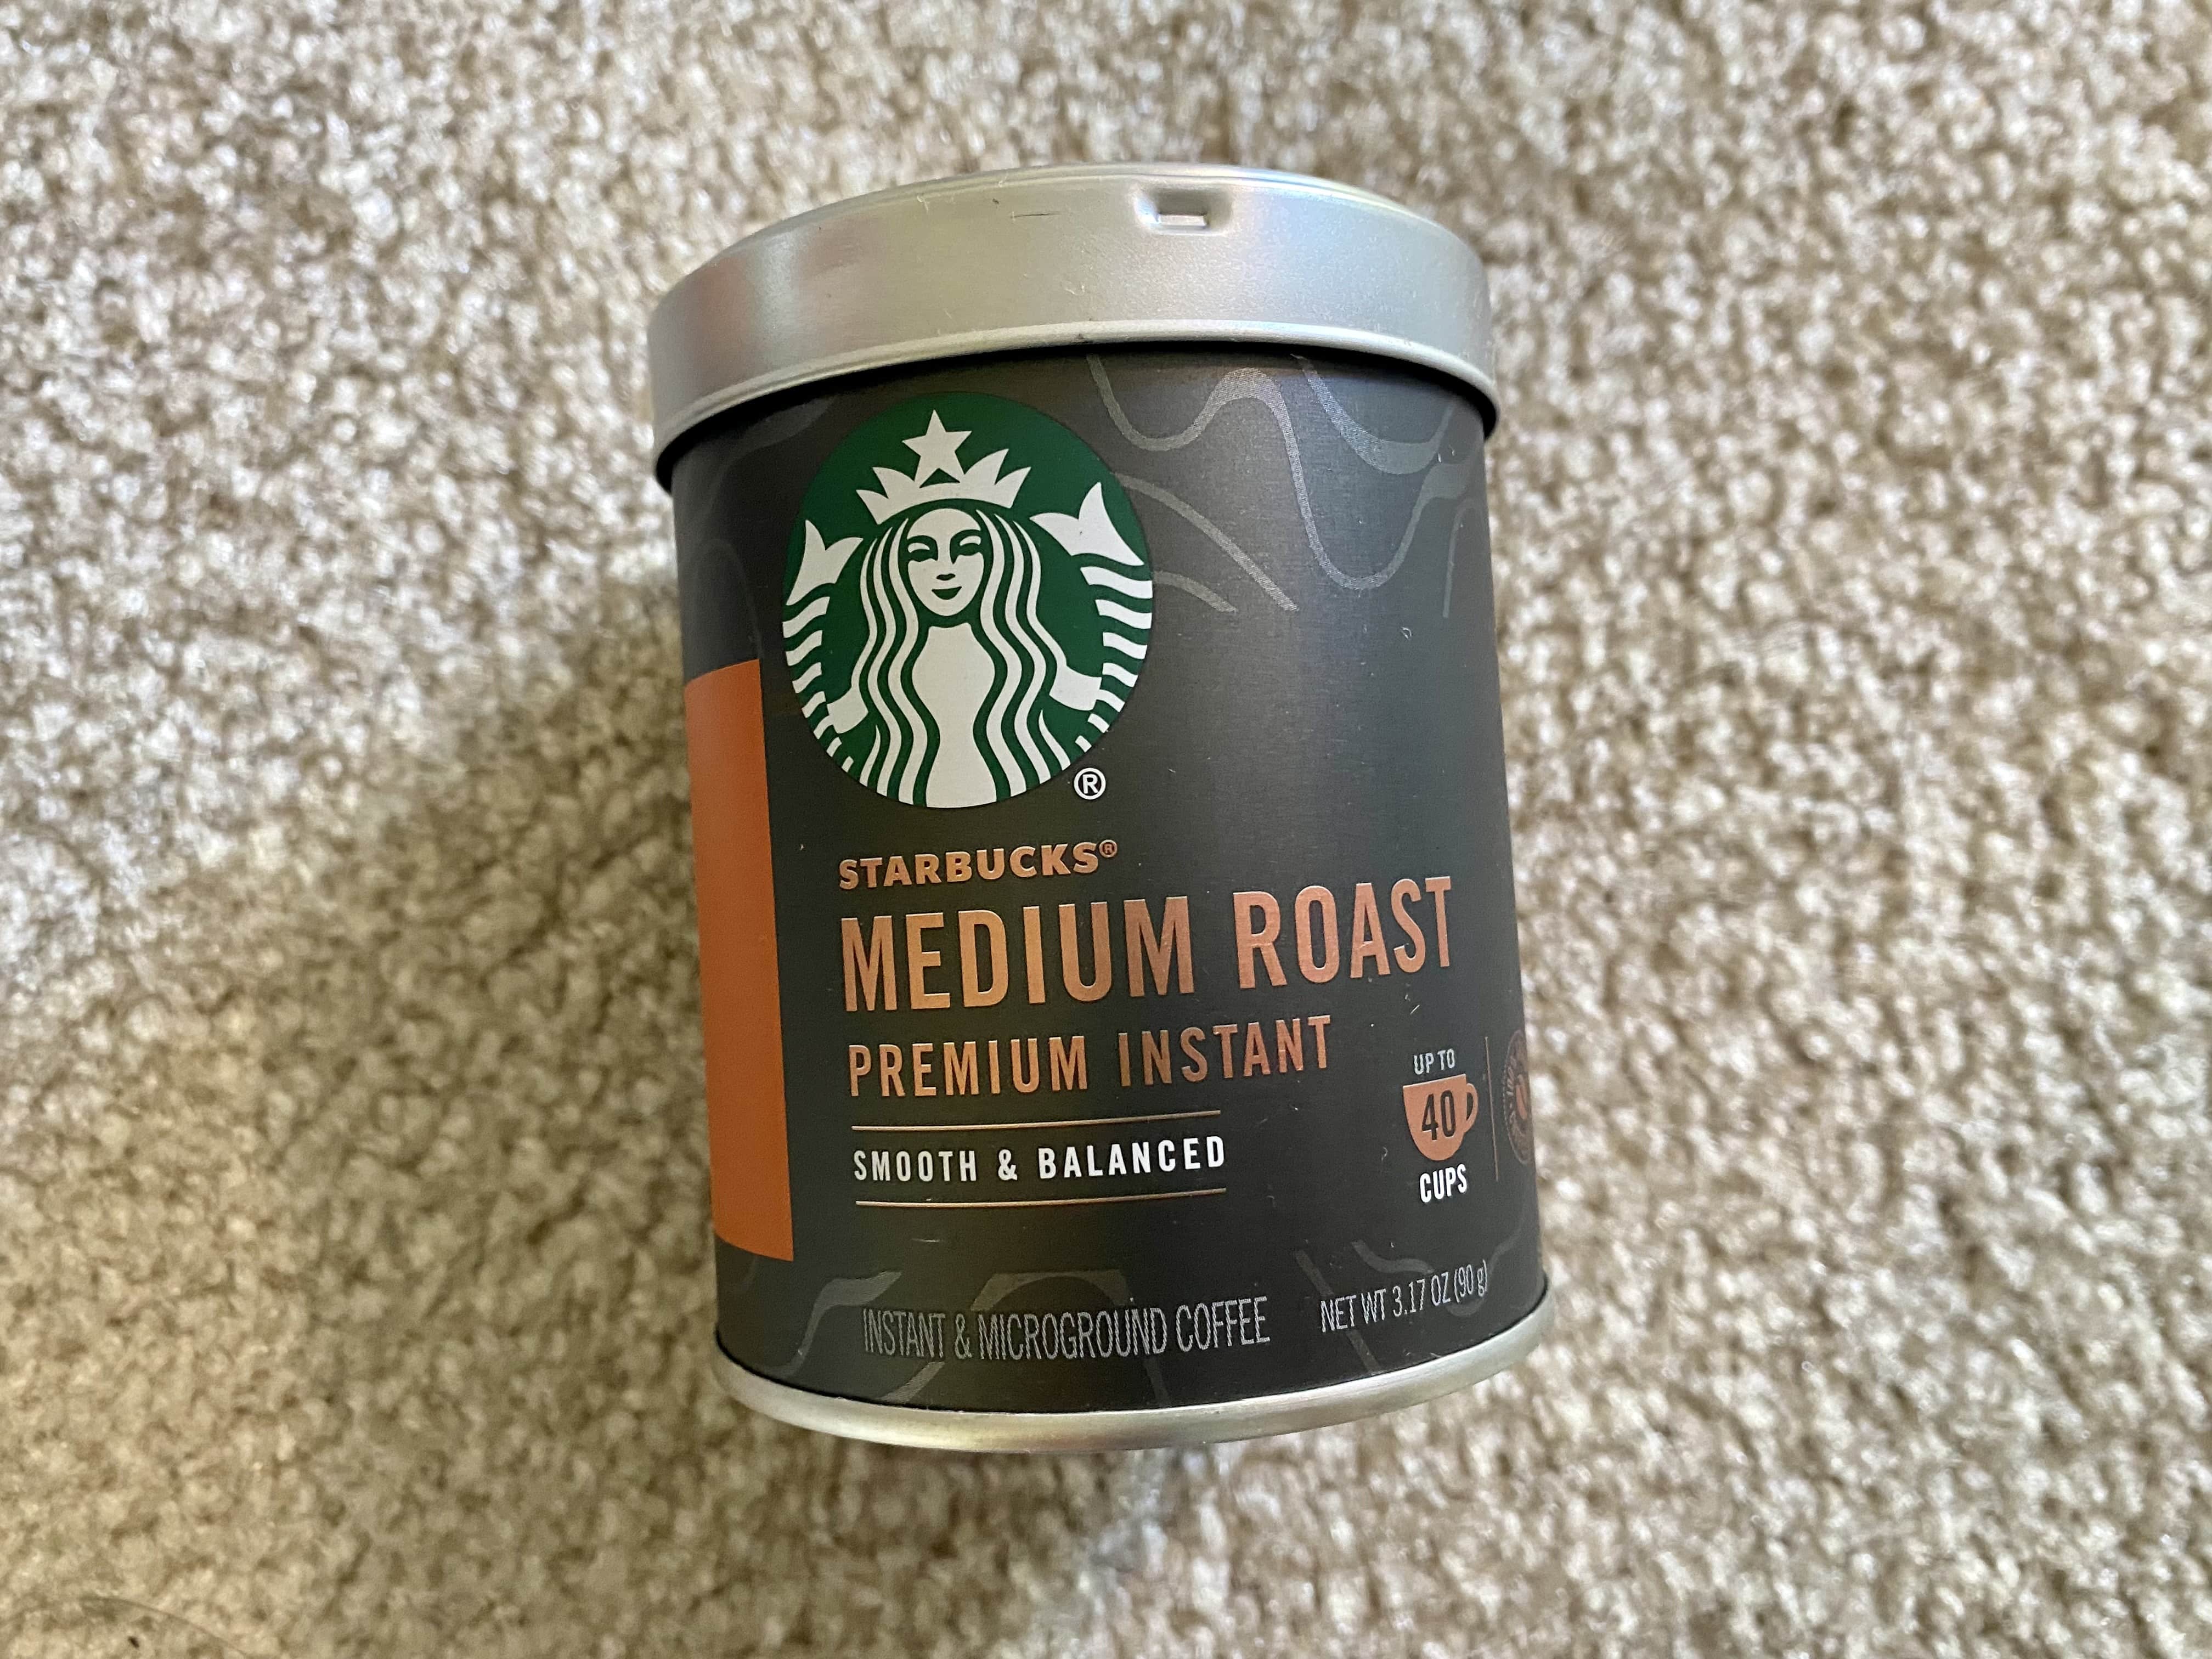 ®
STARBUCKS®
MEDIUM ROAST
PREMIUM INSTANT
SMOOTH & BALANCED
UP TO
40
CUPS
INSTANT & MICROGROUND COFFEE
NET WT 3.17 OZ (90 g)